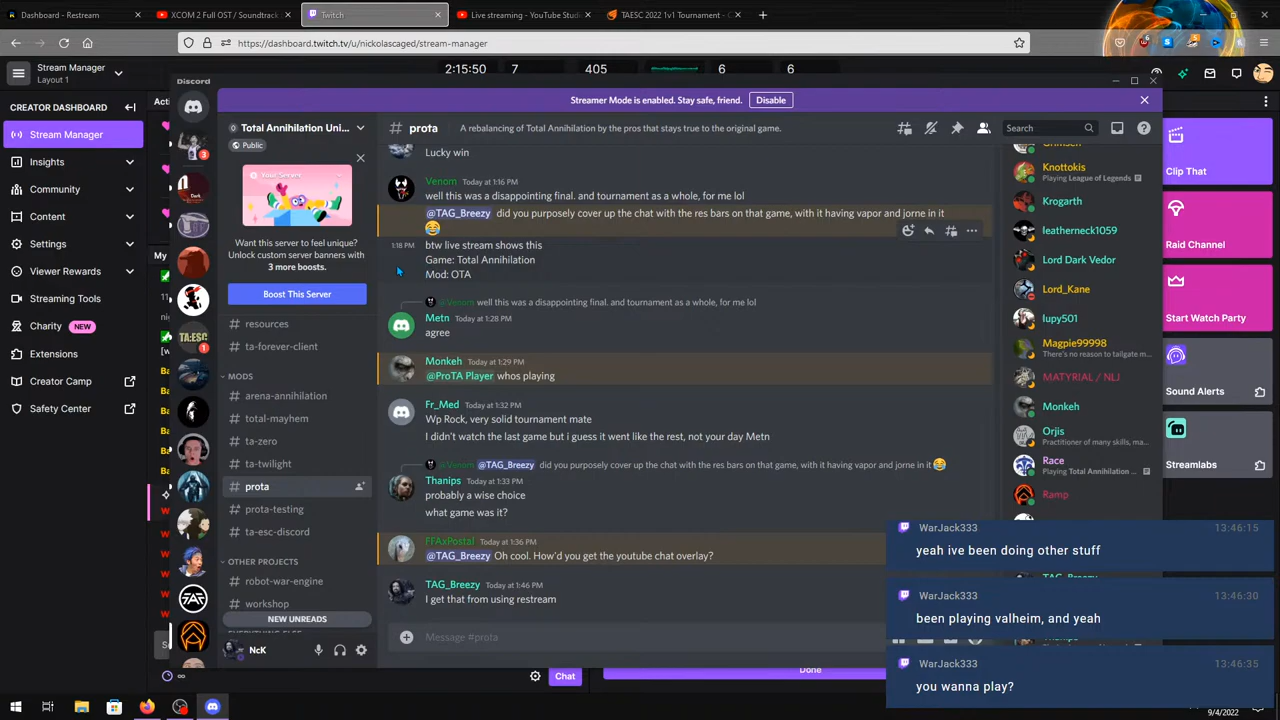 Dashboard - Restream
XCOM 2 Full OST / Soundtrack
Twitch
Live streaming - YouTube Studi
TAESC 2022 1v1 Tournament - C
https://dashboard.twitch.tv/u/nickolascaged/stream-manager
Stream Manager
Layout 1
2:15:50
7
405
6
6
Discord
Streamer Mode is enabled. Stay safe, friend.
Disable
CREATOR DASHBOARD
Stream Manager
Insights
Community
Content
Settings
Viewer Rewards
Streaming Tools
Charity
NEW
Extensions
Creator Camp
Safety Center
Total Annihilation Uni...
Public
Want this server to feel unique?
Unlock custom server banners with
3 more boosts.
Boost This Server
# resources
# ta-forever-client
MODS
# arena-annihilation
# total-mayhem
# ta-zero
# ta-twilight
# prota
# prota-testing
# ta-esc-discord
OTHER PROJECTS
# robot-war-engine
# workshop
NEW UNREADS
NcK
# prota
A rebalancing of Total Annihilation by the pros that stays true to the original game.
Search
Lucky win
Venom Today at 1:16 PM
well this was a disappointing final. and tournament as a whole, for me lol
@TAG_Breezy did you purposely cover up the chat with the res bars on that game, with it having vapor and jorne in it
😂
1:18 PM btw live stream shows this
Game: Total Annihilation
Mod: OTA
@Venom well this was a disappointing final. and tournament as a whole, for me lol
Metn Today at 1:28 PM
agree
Monkeh Today at 1:29 PM
@ProTA Player whos playing
Fr_Med Today at 1:32 PM
Wp Rock, very solid tournament mate
I didn't watch the last game but i guess it went like the rest, not your day Metn
@Venom @TAG_Breezy did you purposely cover up the chat with the res bars on that game, with it having vapor and jorne in it 😂
Thanips Today at 1:33 PM
probably a wise choice
what game was it?
FFAxPostal Today at 1:36 PM
@TAG_Breezy Oh cool. How'd you get the youtube chat overlay?
TAG_Breezy Today at 1:46 PM
I get that from using restream
Message #prota
Knottokis
Playing League of Legends
Krogarth
leatherneck1059
Lord Dark Vedor
Lord_Kane
lupy501
Magpie99998
There's no reason to tailgate m...
MATYRIAL / NLJ
Monkeh
Orjis
Practitioner of many skills, ma...
Race
Playing Total Annihilation ...
Ramp
Clip That
Raid Channel
Start Watch Party
Sound Alerts
Streamlabs
WarJack333 13:46:15
yeah ive been doing other stuff
WarJack333 13:46:30
been playing valheim, and yeah
WarJack333 13:46:35
you wanna play?
Chat
Done
9/4/2022